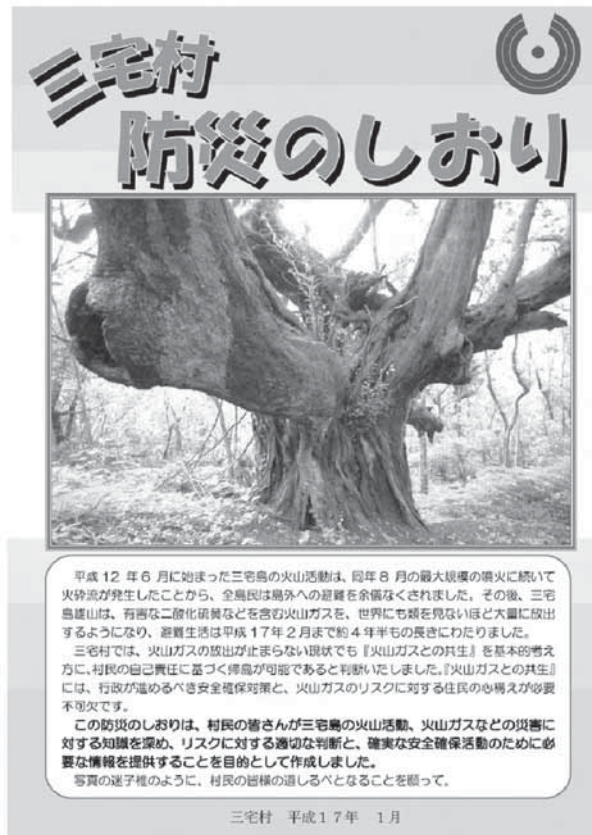 三宅村
防災のしおり
平成 12 年 6 月に始まった三宅島の火山活動は、同年 8 月の最大規模の噴火に続いて
火砕流が発生したことから、全島民は島外への避難を余儀なくされました。その後、三宅
島雄山は、有害な二酸化硫黄などを含む火山ガスを、世界にも類を見ないほど大量に放出
するようになり、避難生活は平成 17 年 2 月まで約 4 年半もの長きにわたりました。
三宅村では、火山ガスの放出が止まらない現状でも『火山ガスとの共生』を基本的考え
方に、村民の自己責任に基づく帰島が可能であると判断いたしました。『火山ガスとの共生』
には、行政が進めるべき安全確保対策と、火山ガスのリスクに対する住民の心構えが必要
不可欠です。
この防災のしおりは、村民の皆さんが三宅島の火山活動、火山ガスなどの災害に
対する知識を深め、リスクに対する適切な判断と、確実な安全確保活動のために必
要な情報を提供することを目的として作成しました。
写真の迷子椎のように、村民の皆様の道しるべとなることを願って。
三宅村 平成１７年 １月